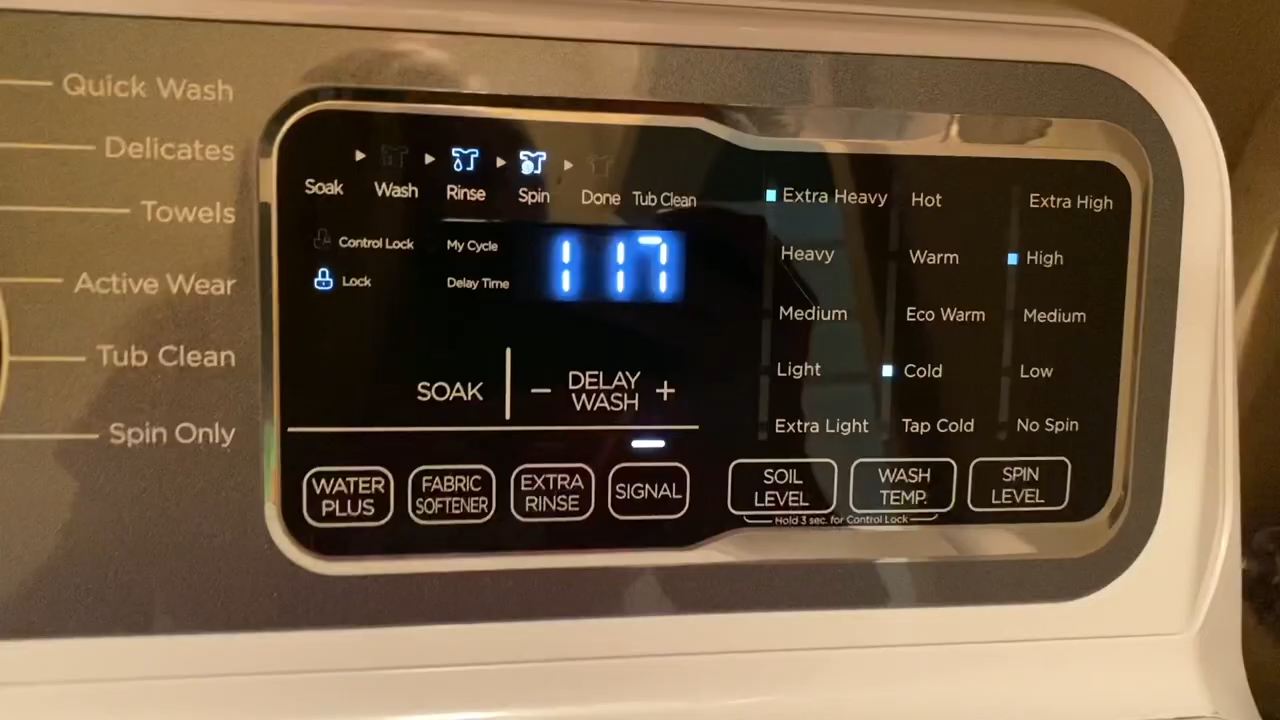 Quick Wash
Delicates
Towels
Active Wear
Tub Clean
Spin Only
Soak Wash Rinse Spin Done Tub Clean
Control Lock My Cycle
Lock Delay Time
117
SOAK - DELAY WASH +
WATER PLUS
FABRIC SOFTENER
EXTRA RINSE
SIGNAL
Extra Heavy Hot Extra High
Heavy Warm High
Medium Eco Warm Medium
Light Cold Low
Extra Light Tap Cold No Spin
SOIL LEVEL
WASH TEMP.
SPIN LEVEL
Hold 3 sec. for Control Lock